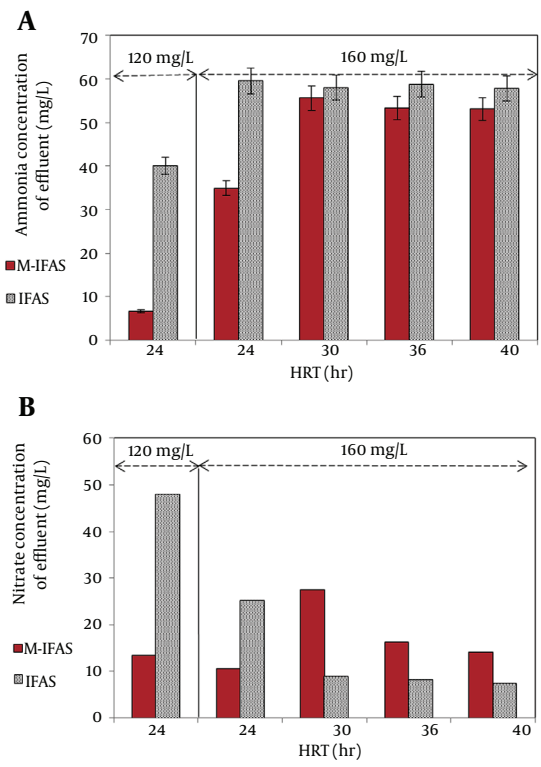 A
70
60
50
40
30
20
10
0
Ammonia concentration
of effluent (mg/L)
120 mg/L
160 mg/L
M-IFAS
IFAS
24
24
30
36
40
HRT (hr)
B
60
50
40
30
20
10
0
Nitrate concentration
of effluent (mg/L)
120 mg/L
160 mg/L
M-IFAS
IFAS
24
24
30
36
40
HRT (hr)